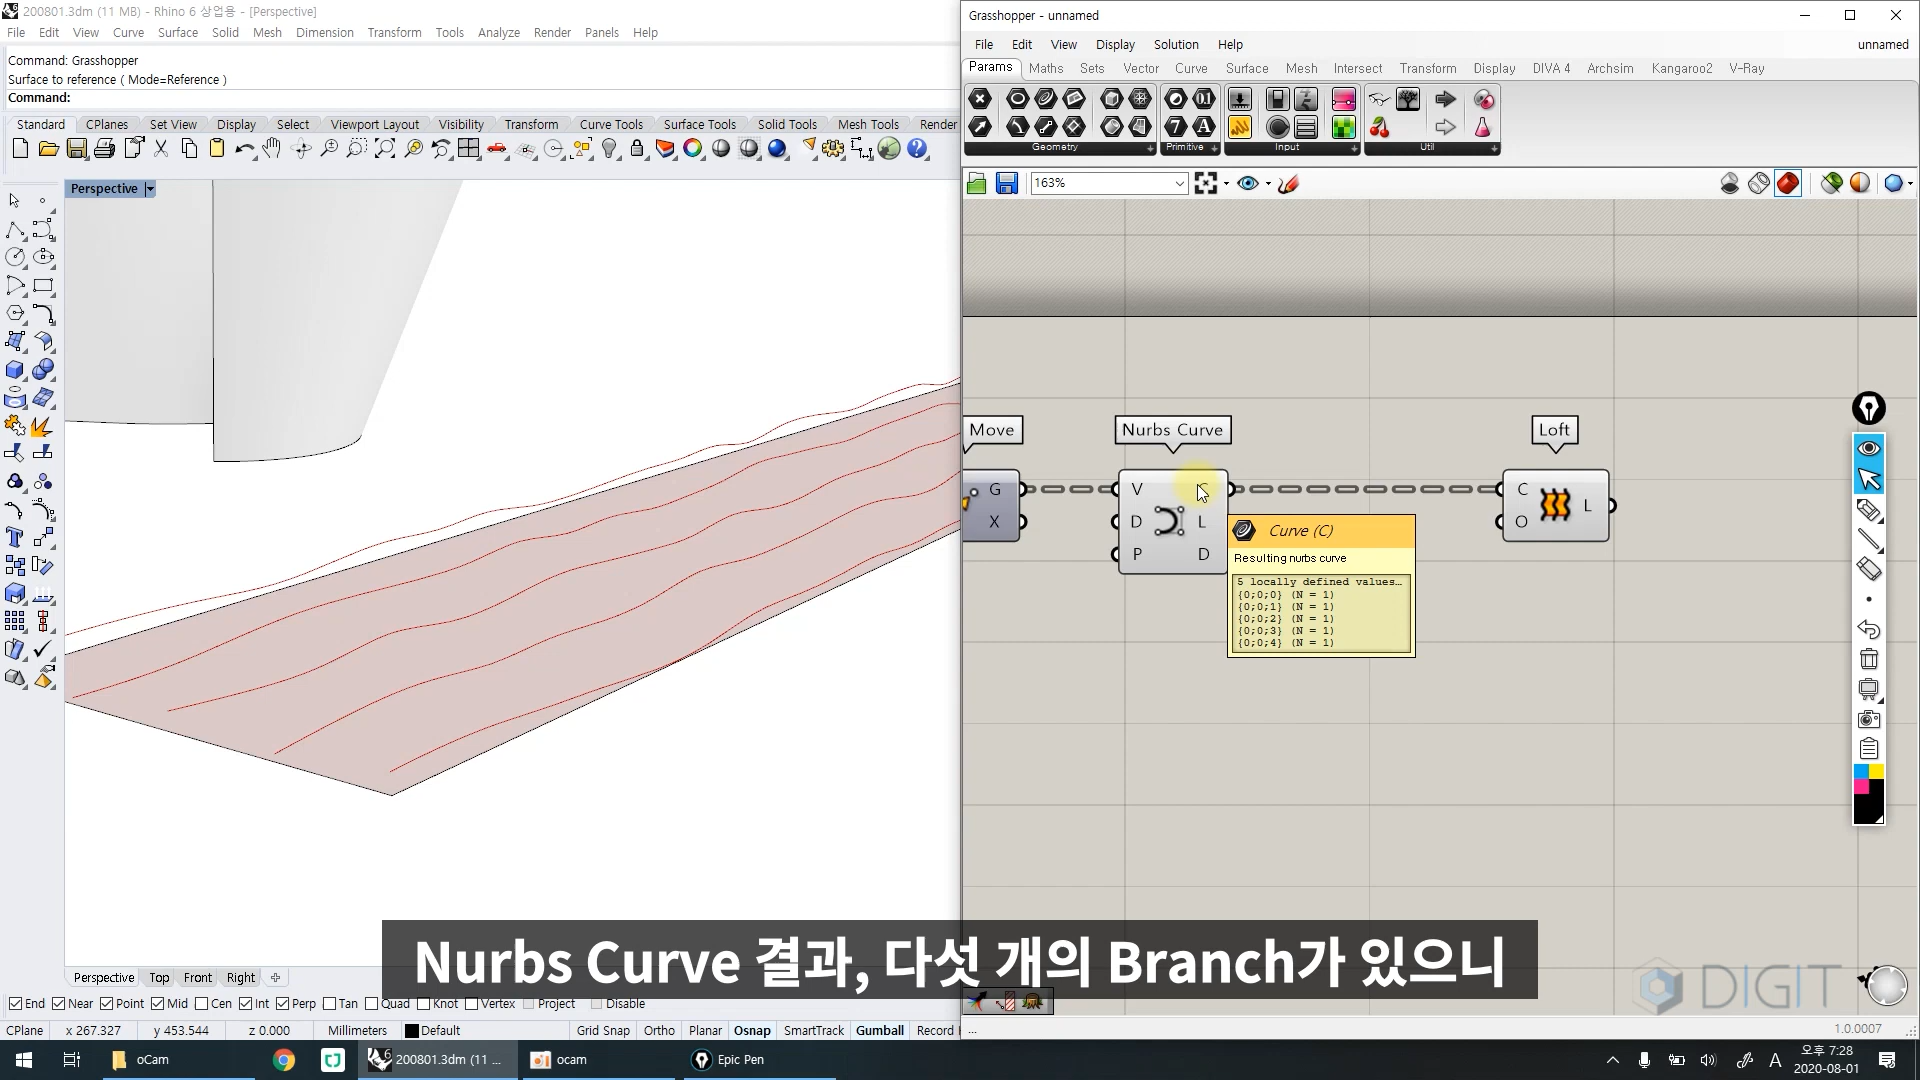 200801.3dm (11 MB) - Rhino 6 상업용 - [Perspective]
File Edit View Curve Surface Solid Mesh Dimension Transform Tools Analyze Render Panels Help
Command: Grasshopper
Surface to reference ( Mode=Reference )
Command:
Standard CPlanes Set View Display Select Viewport Layout Visibility Transform Curve Tools Surface Tools Solid Tools Mesh Tools Render
Perspective
Grasshopper - unnamed
File Edit View Display Solution Help
unnamed
Params Maths Sets Vector Curve Surface Mesh Intersect Transform Display DIVA 4 Archsim Kangaroo2 V-Ray
Geometry Primitive Input Util
163%
Move
Nurbs Curve
Loft
G
X
V
D
P
C
L
D
C
O
L
Curve (C)
Resulting nurbs curve
5 locally defined values...
{0;0;0} (N = 1)
{0;0;1} (N = 1)
{0;0;2} (N = 1)
{0;0;3} (N = 1)
{0;0;4} (N = 1)
Nurbs Curve 결과, 다섯 개의 Branch가 있으니
DIGIT
Perspective Top Front Right
End Near Point Mid Cen Int Perp Tan Quad Knot Vertex Project Disable
CPlane x 267.327 y 453.544 z 0.000 Millimeters Default Grid Snap Ortho Planar Osnap SmartTrack Gumball Record
...
1.0.0007
oCam
200801.3dm (11 ...
ocam
Epic Pen
A
오후 7:28
2020-08-01